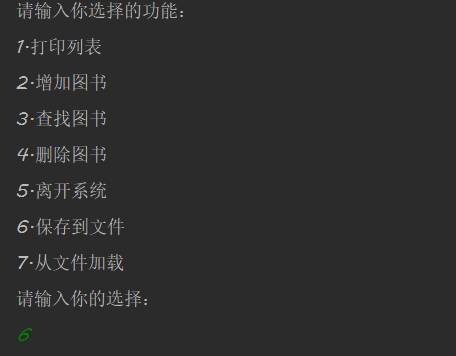 请输入你选择的功能：
1.打印列表
2.增加图书
3.查找图书
4.删除图书
5.离开系统
6.保存到文件
7.从文件加载
请输入你的选择：
6